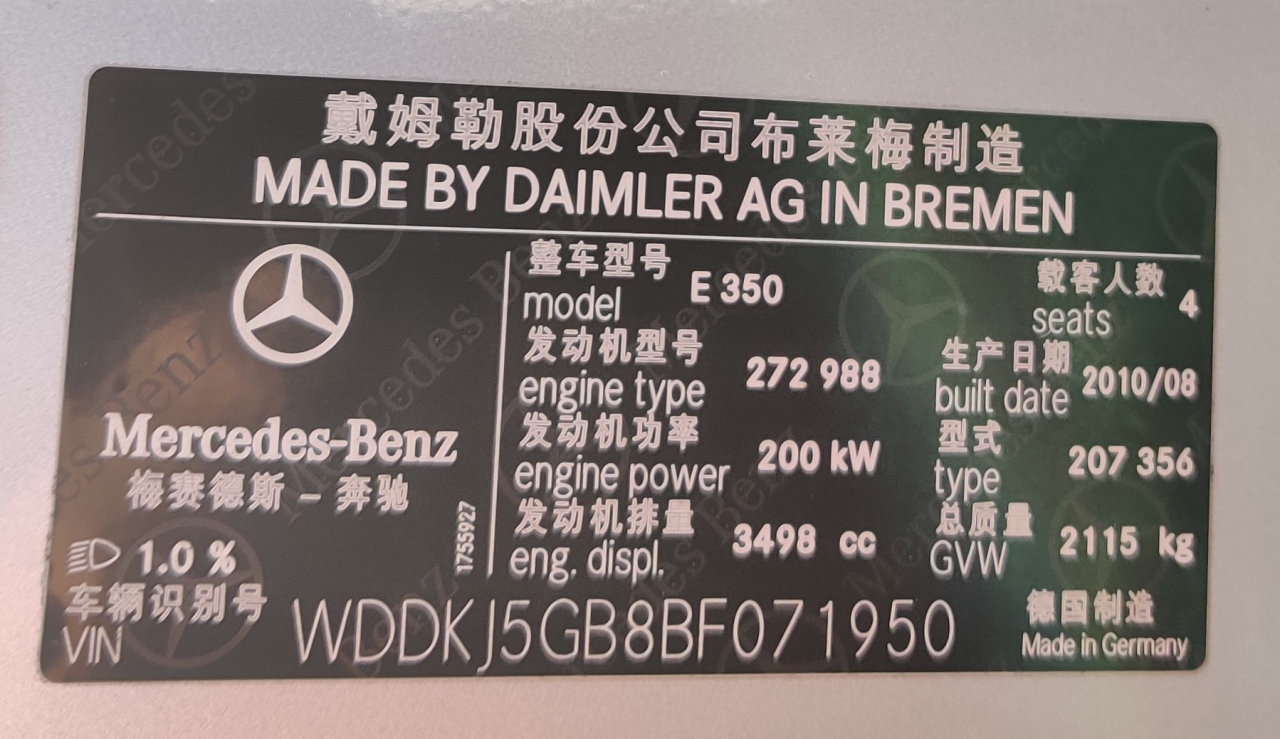 戴姆勒股份公司布莱梅制造
MADE BY DAIMLER AG IN BREMEN
整车型号
model E 350
载客人数
seats 4
发动机型号
engine type 272 988
生产日期
built date 2010/08
发动机功率
engine power 200 kW
型式
type 207 356
发动机排量
eng. displ. 3498 cc
总质量
GVW 2115 kg
Mercedes-Benz
梅赛德斯 – 奔驰
1755927
1.0 %
车辆识别号
VIN WDDKJ5GB8BF071950
德国制造
Made in Germany